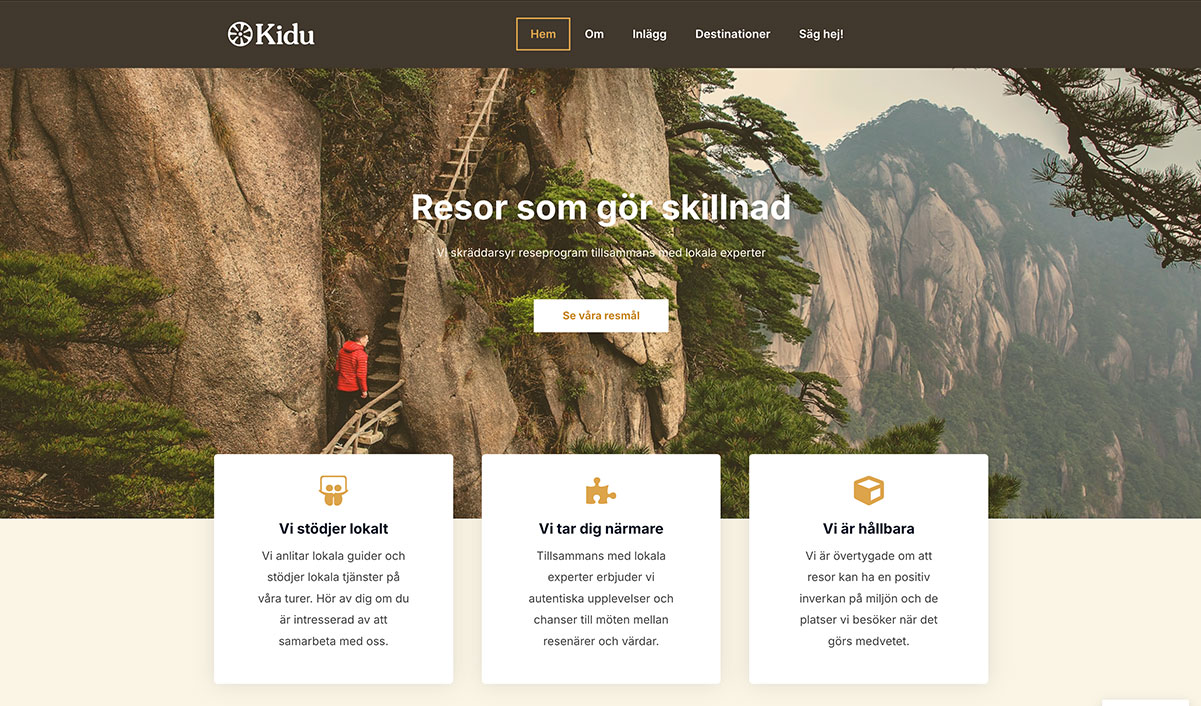 Kidu
Hem
Om
Inlägg
Destinationer
Säg hej!
Resor som gör skillnad
Vi skräddarsyr reseprogram tillsammans med lokala experter
Se våra resmål
Vi stödjer lokalt
Vi anlitar lokala guider och
stödjer lokala tjänster på
våra turer. Hör av dig om du
är intresserad av att
samarbeta med oss.
Vi tar dig närmare
Tillsammans med lokala
experter erbjuder vi
autentiska upplevelser och
chanser till möten mellan
resenärer och värdar.
Vi är hållbara
Vi är övertygade om att
resor kan ha en positiv
inverkan på miljön och de
platser vi besöker när det
görs medvetet.